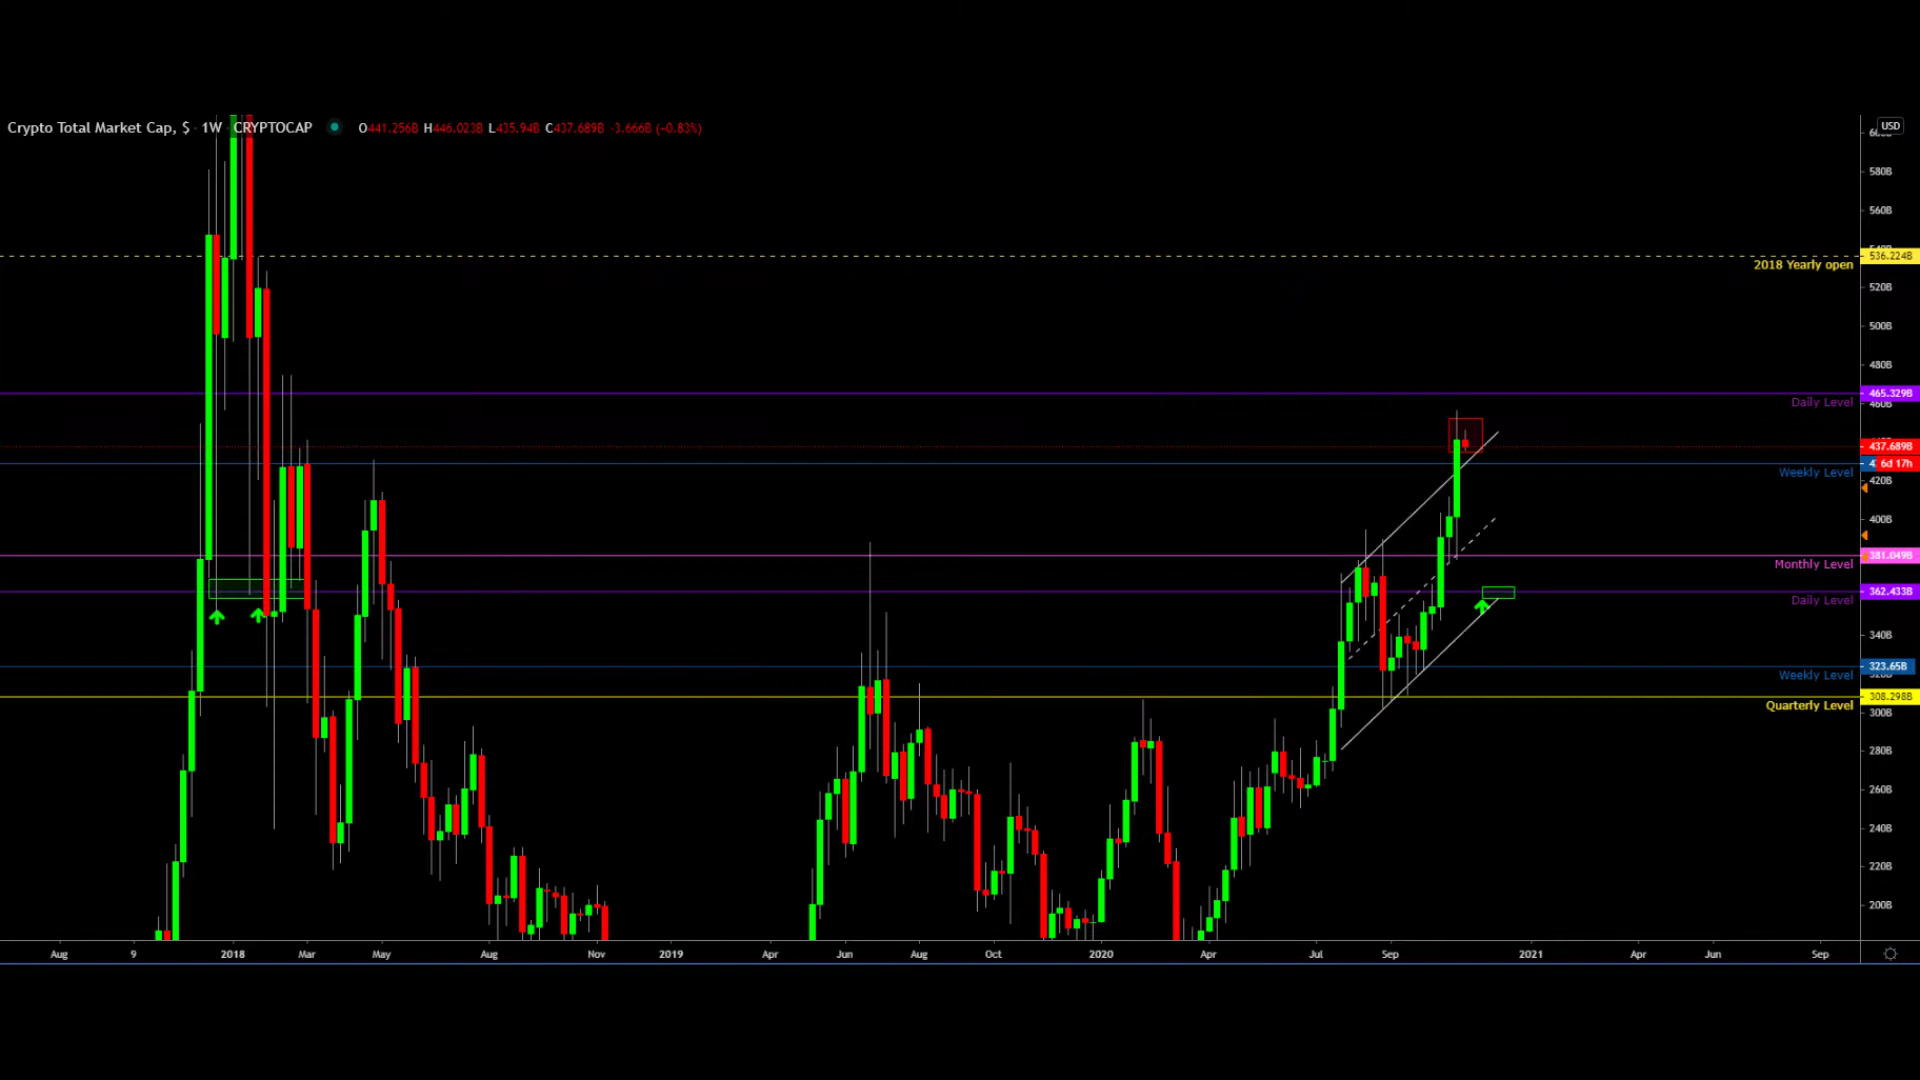 Crypto Total Market Cap, $ · 1W · CRYPTOCAP O441.256B H446.023B L435.94B C437.689B -3.666B (-0.83%)
USD
580B
560B
536.224B
2018 Yearly open
520B
500B
480B
465.329B
Daily Level
460B
437.689B
6d 17h
Weekly Level
420B
400B
381.049B
Monthly Level
362.433B
Daily Level
340B
323.65B
Weekly Level
308.298B
Quarterly Level
300B
280B
260B
240B
220B
200B
Aug 9 2018 Mar May Aug Nov 2019 Apr Jun Aug Oct 2020 Apr Jul Sep 2021 Apr Jun Sep